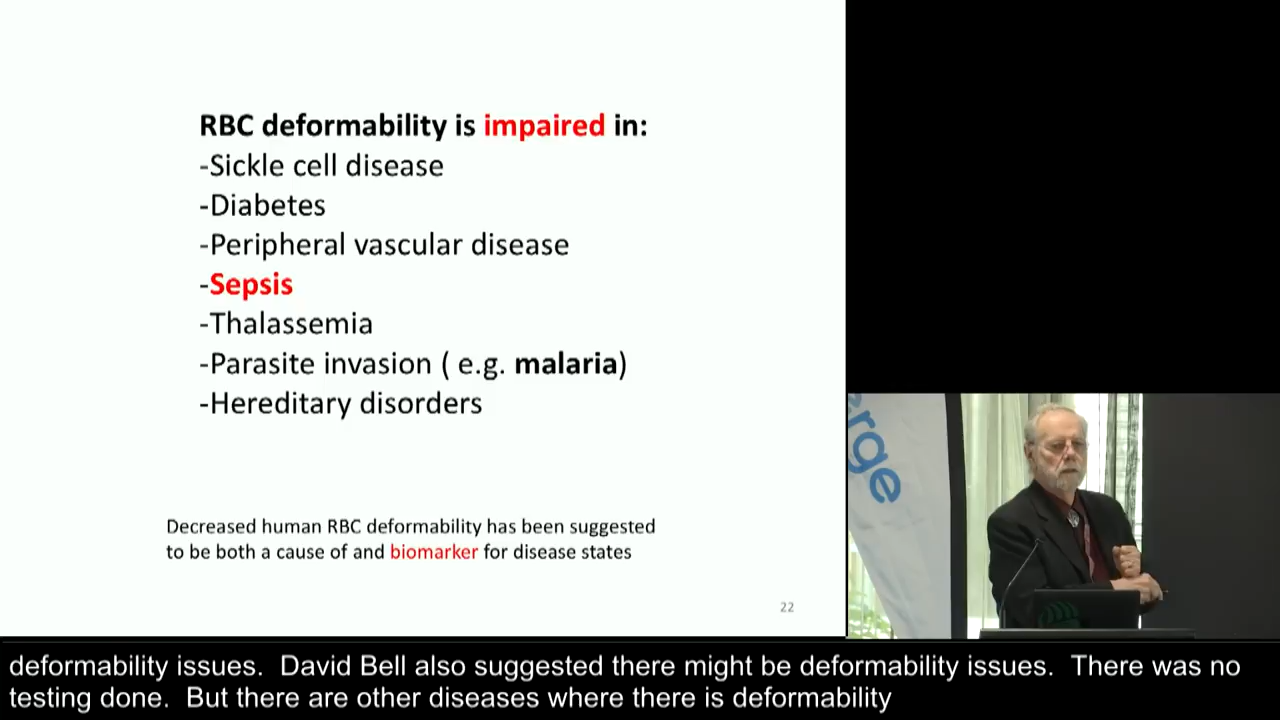 RBC deformability is impaired in:
-Sickle cell disease
-Diabetes
-Peripheral vascular disease
-Sepsis
-Thalassemia
-Parasite invasion ( e.g. malaria)
-Hereditary disorders
Decreased human RBC deformability has been suggested
to be both a cause of and biomarker for disease states
22
erge
deformability issues.  David Bell also suggested there might be deformability issues.  There was no
testing done.  But there are other diseases where there is deformability